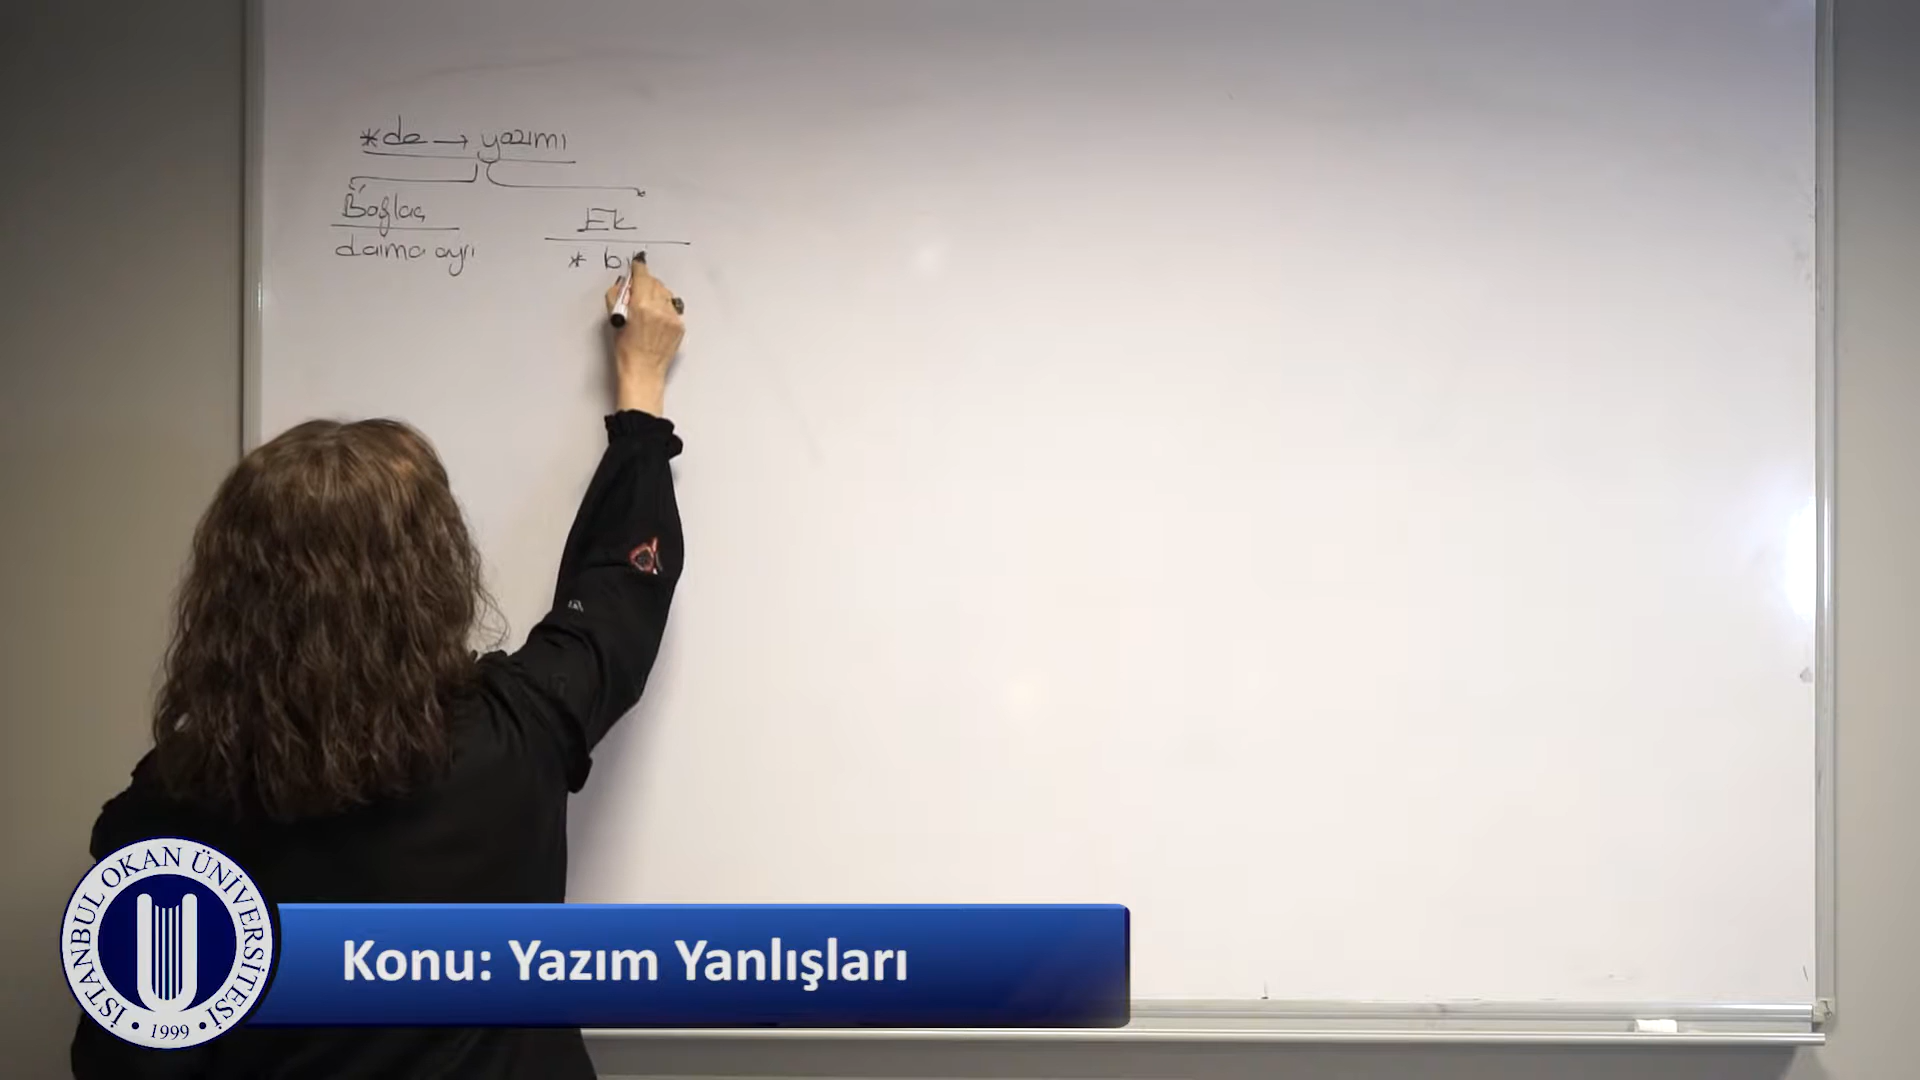 *de → yazımı
Bağlaç
daima ayrı
Ek
*
İSTANBUL OKAN ÜNİVERSİTESİ
• 1999 •
Konu: Yazım Yanlışları